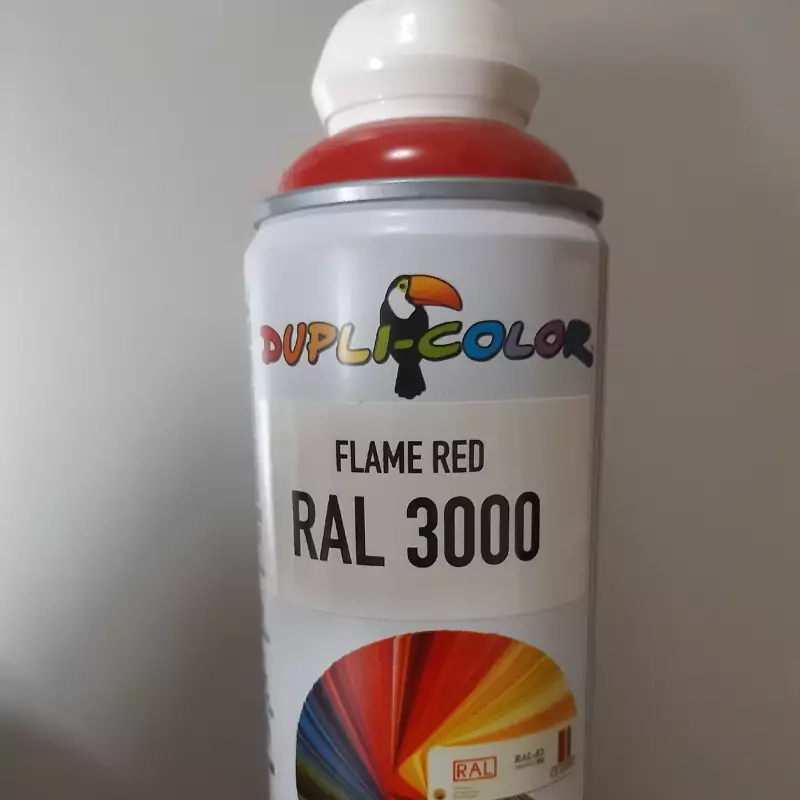 DUPLI-COLOR
FLAME RED
RAL 3000
RAL